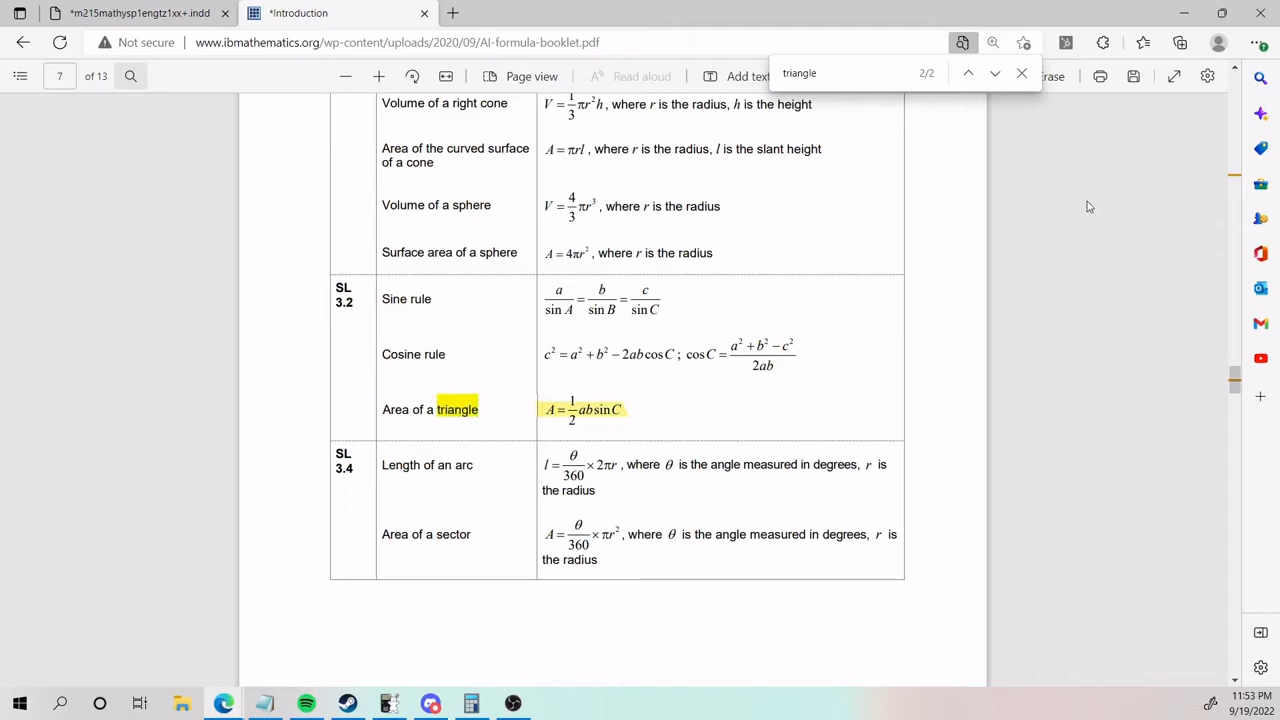 *m215mathysp1engtz1xx+.indd
*Introduction
Not secure
www.ibmathematics.org/wp-content/uploads/2020/09/AI-formula-booklet.pdf
triangle
2/2
7
of 13
Page view
Read aloud
Add text
Erase
Volume of a right cone
V = 1/3 πr²h, where r is the radius, h is the height
Area of the curved surface
of a cone
A = πrl, where r is the radius, l is the slant height
Volume of a sphere
V = 4/3 πr³, where r is the radius
Surface area of a sphere
A = 4πr², where r is the radius
SL
3.2
Sine rule
a/sin A = b/sin B = c/sin C
Cosine rule
c² = a² + b² − 2ab cos C ; cos C = (a² + b² − c²)/2ab
Area of a triangle
A = 1/2 ab sin C
SL
3.4
Length of an arc
l = θ/360 × 2πr, where θ is the angle measured in degrees, r is
the radius
Area of a sector
A = θ/360 × πr², where θ is the angle measured in degrees, r is
the radius
11:53 PM
9/19/2022